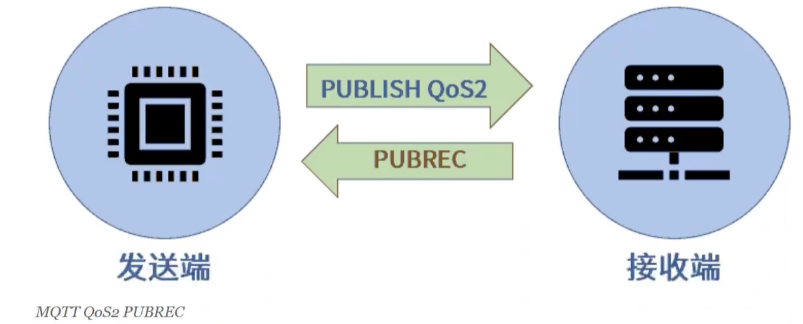 PUBLISH QoS2
PUBREC
发送端
接收端
MQTT QoS2 PUBREC